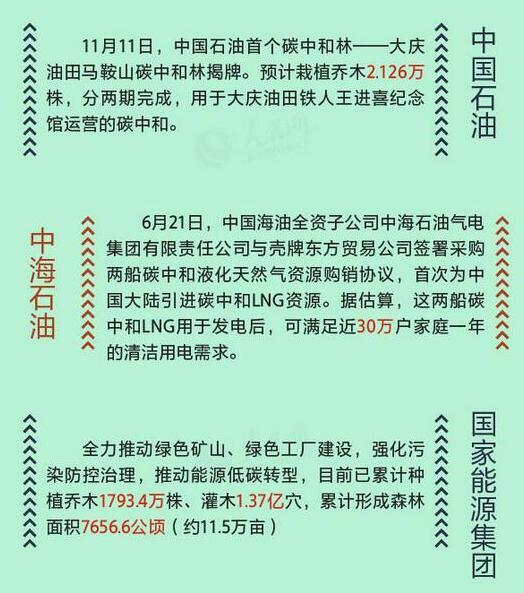 中国石油
11月11日，中国石油首个碳中和林——大庆
油田马鞍山碳中和林揭牌。预计栽植乔木2.126万
株，分两期完成，用于大庆油田铁人王进喜纪念
馆运营的碳中和。
中海石油
6月21日，中国海油全资子公司中海石油气电
集团有限责任公司与壳牌东方贸易公司签署采购
两船碳中和液化天然气资源购销协议，首次为中
国大陆引进碳中和LNG资源。据估算，这两船碳
中和LNG用于发电后，可满足近30万户家庭一年
的清洁用电需求。
国家能源集团
全力推动绿色矿山、绿色工厂建设，强化污
染防控治理，推动能源低碳转型，目前已累计种
植乔木1793.4万株、灌木1.37亿穴，累计形成森林
面积7656.6公顷（约11.5万亩）